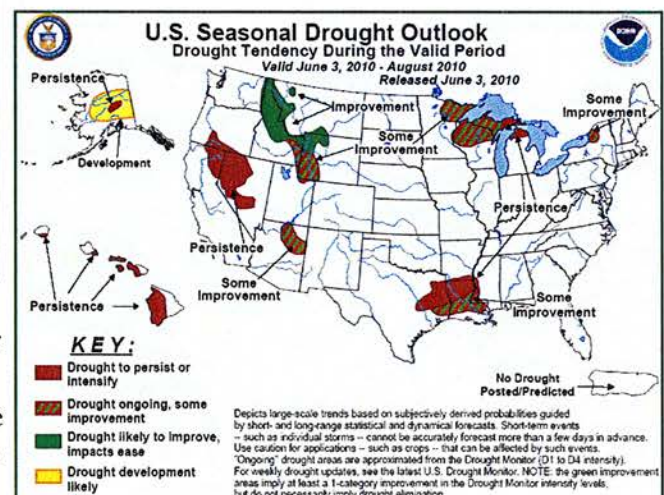 U.S. Seasonal Drought Outlook
Drought Tendency During the Valid Period
Valid June 3, 2010 - August 2010
Released June 3, 2010
Persistence
Development
Improvement
Some
Improvement
Some
Improvement
Persistence
Persistence
Some
Improvement
Some
Improvement
Persistence
No Drought
Posted/Predicted
KEY:
Drought to persist or
intensify
Drought ongoing, some
improvement
Drought likely to improve,
impacts ease
Drought development
likely
Depicts large-scale trends based on subjectively derived probabilities guided
by short- and long-range statistical and dynamical forecasts. Short-term events
-- such as individual storms -- cannot be accurately forecast more than a few days in advance.
Use caution for applications -- such as crops -- that can be affected by such events.
"Ongoing" drought areas are approximated from the Drought Monitor (D1 to D4 intensity).
For weekly drought updates, see the latest U.S. Drought Monitor. NOTE: the green improvement
areas imply at least a 1-category improvement in the Drought Monitor intensity levels,
but do not necessarily imply drought elimination.